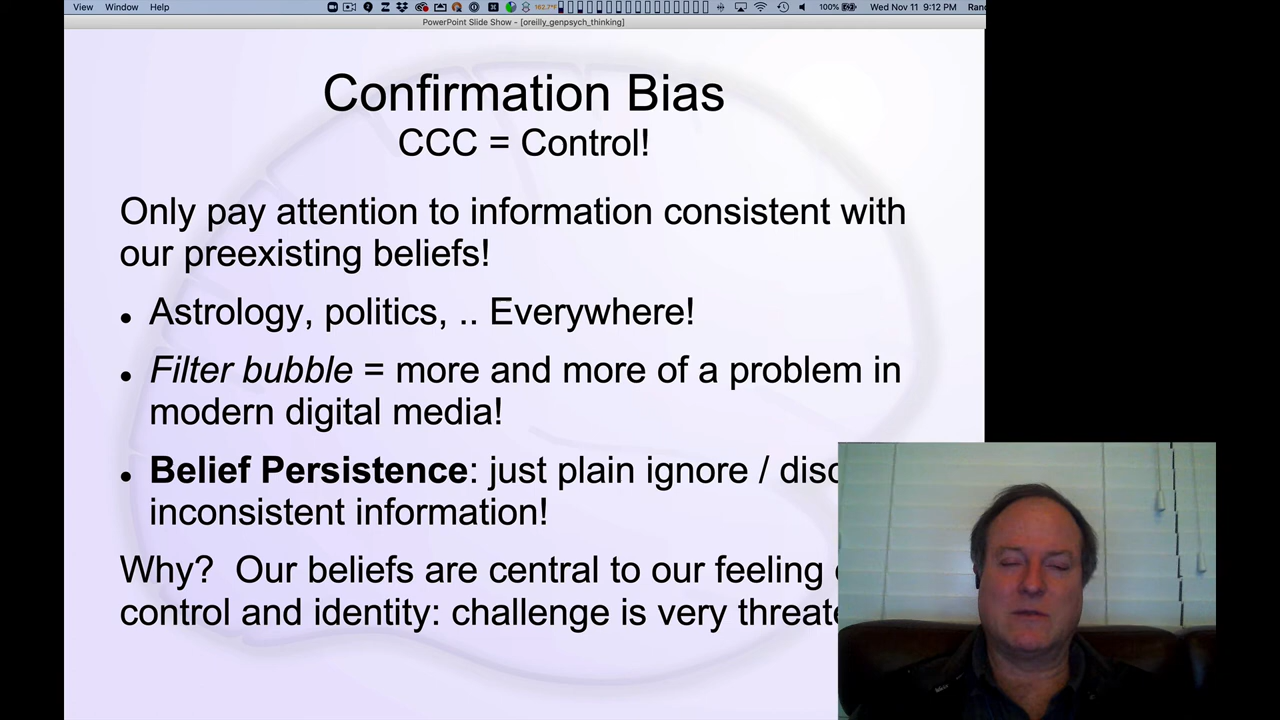 View Window Help 162.7°F 100% Wed Nov 11 9:12 PM
PowerPoint Slide Show - [oreilly_genpsych_thinking]
Confirmation Bias
CCC = Control!
Only pay attention to information consistent with
our preexisting beliefs!
• Astrology, politics, .. Everywhere!
• Filter bubble = more and more of a problem in
modern digital media!
• Belief Persistence: just plain ignore /
inconsistent information!
Why? Our beliefs are central to our feeling
control and identity: challenge is very